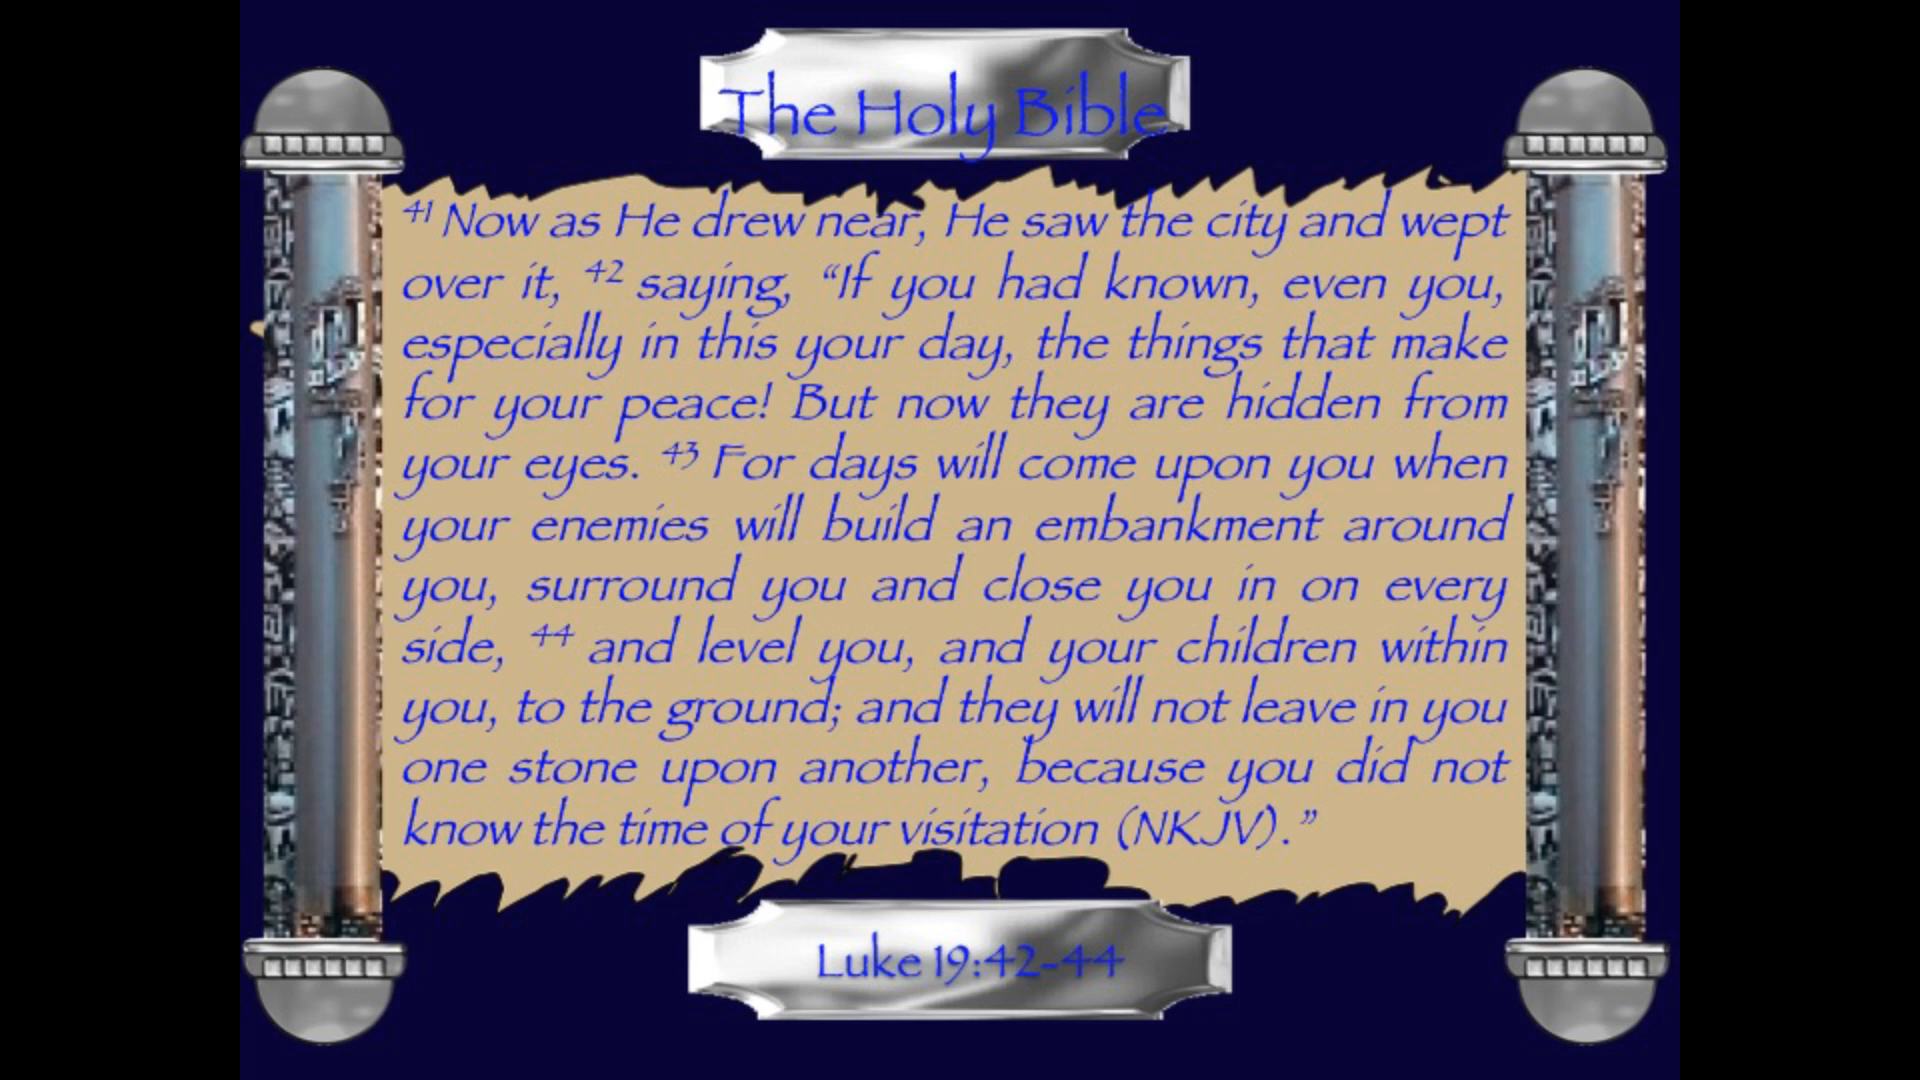 The Holy Bible
41 Now as He drew near, He saw the city and wept
over it, 42 saying, “If you had known, even you,
especially in this your day, the things that make
for your peace! But now they are hidden from
your eyes. 43 For days will come upon you when
your enemies will build an embankment around
you, surround you and close you in on every
side, 44 and level you, and your children within
you, to the ground; and they will not leave in you
one stone upon another, because you did not
know the time of your visitation (NKJV).”
Luke 19:42-44